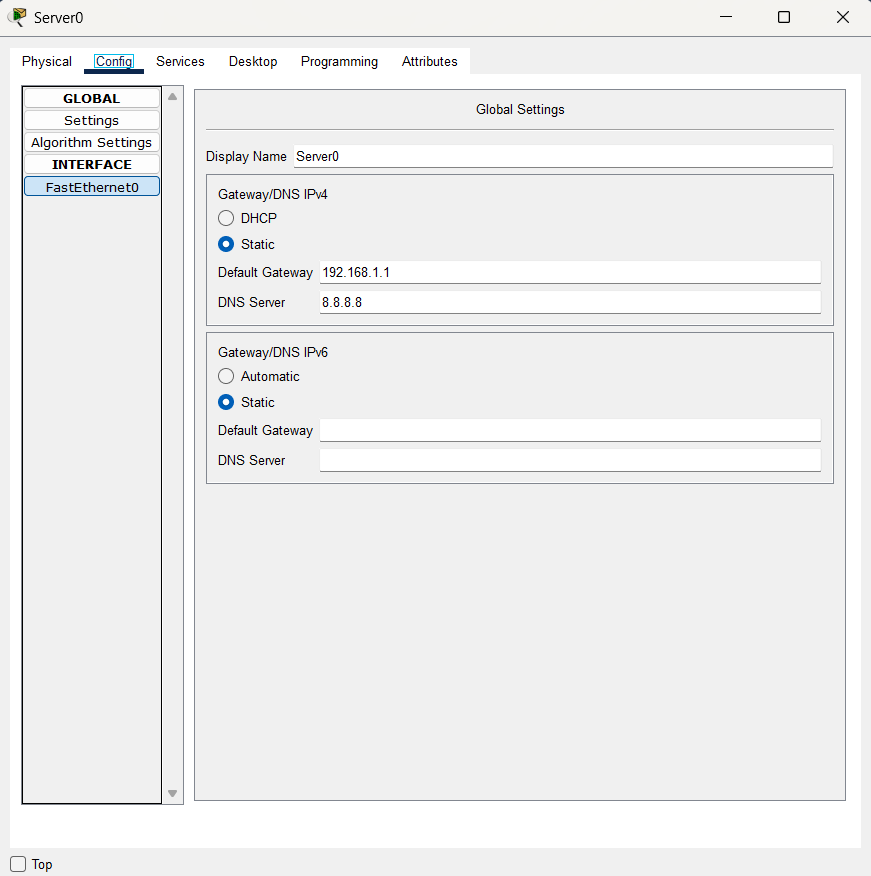 Server0
Physical Config Services Desktop Programming Attributes
GLOBAL
Settings
Algorithm Settings
INTERFACE
FastEthernet0
Global Settings
Display Name Server0
Gateway/DNS IPv4
DHCP
Static
Default Gateway 192.168.1.1
DNS Server 8.8.8.8
Gateway/DNS IPv6
Automatic
Static
Default Gateway
DNS Server
Top